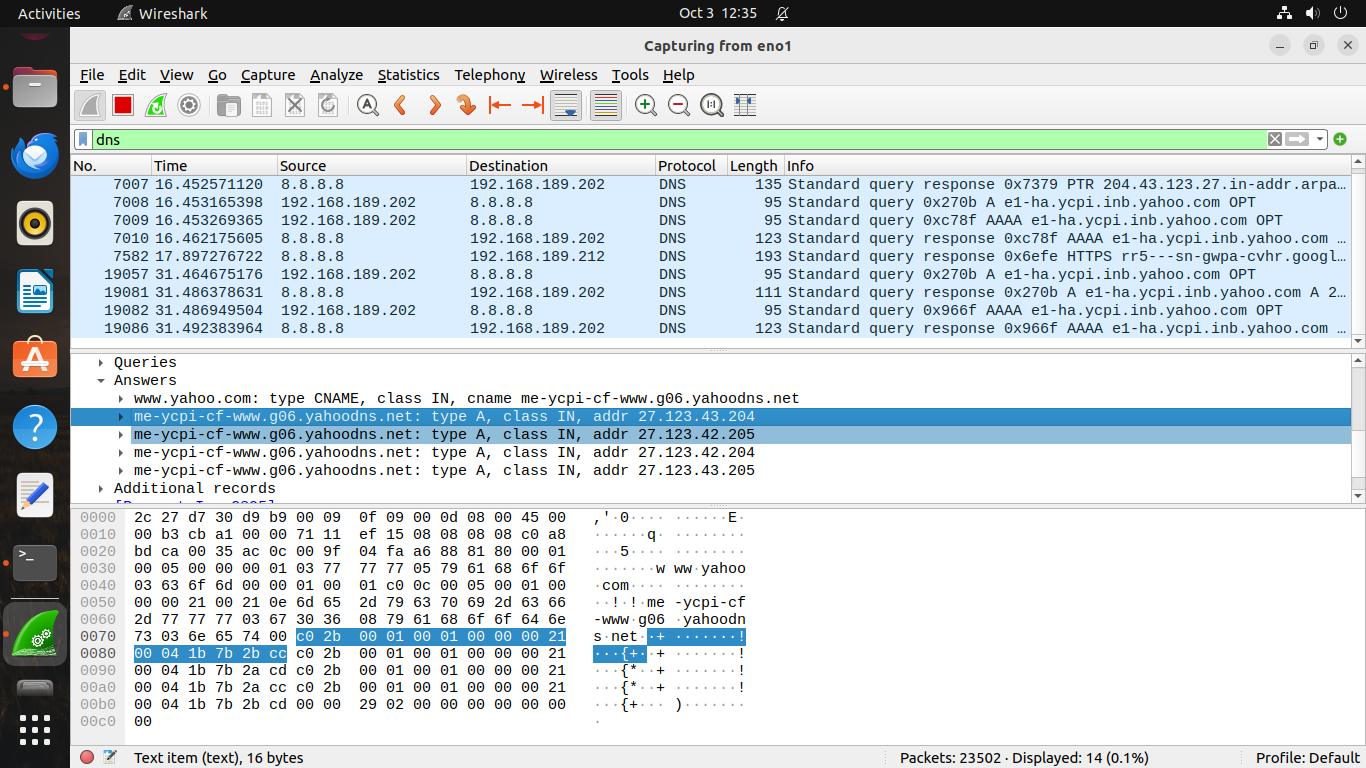 Activities Wireshark Oct 3 12:35
Capturing from eno1
File Edit View Go Capture Analyze Statistics Telephony Wireless Tools Help
dns
No. Time Source Destination Protocol Length Info
7007 16.452571120 8.8.8.8 192.168.189.202 DNS 135 Standard query response 0x7379 PTR 204.43.123.27.in-addr.arpa…
7008 16.453165398 192.168.189.202 8.8.8.8 DNS 95 Standard query 0x270b A e1-ha.ycpi.inb.yahoo.com OPT
7009 16.453269365 192.168.189.202 8.8.8.8 DNS 95 Standard query 0xc78f AAAA e1-ha.ycpi.inb.yahoo.com OPT
7010 16.462175605 8.8.8.8 192.168.189.202 DNS 123 Standard query response 0xc78f AAAA e1-ha.ycpi.inb.yahoo.com …
7582 17.897276722 8.8.8.8 192.168.189.212 DNS 193 Standard query response 0x6efe HTTPS rr5---sn-gwpa-cvhr.googl…
19057 31.464675176 192.168.189.202 8.8.8.8 DNS 95 Standard query 0x270b A e1-ha.ycpi.inb.yahoo.com OPT
19081 31.486378631 8.8.8.8 192.168.189.202 DNS 111 Standard query response 0x270b A e1-ha.ycpi.inb.yahoo.com A 2…
19082 31.486949504 192.168.189.202 8.8.8.8 DNS 95 Standard query 0x966f AAAA e1-ha.ycpi.inb.yahoo.com OPT
19086 31.492383964 8.8.8.8 192.168.189.202 DNS 123 Standard query response 0x966f AAAA e1-ha.ycpi.inb.yahoo.com …
Queries
Answers
www.yahoo.com: type CNAME, class IN, cname me-ycpi-cf-www.g06.yahoodns.net
me-ycpi-cf-www.g06.yahoodns.net: type A, class IN, addr 27.123.43.204
me-ycpi-cf-www.g06.yahoodns.net: type A, class IN, addr 27.123.42.205
me-ycpi-cf-www.g06.yahoodns.net: type A, class IN, addr 27.123.42.204
me-ycpi-cf-www.g06.yahoodns.net: type A, class IN, addr 27.123.43.205
Additional records
0000 2c 27 d7 30 d9 b9 00 09 0f 09 00 0d 08 00 45 00 ,'·0···· ······E·
0010 00 b3 cb a1 00 00 71 11 ef 15 08 08 08 08 c0 a8 ······q· ········
0020 bd ca 00 35 ac 0c 00 9f 04 fa a6 88 81 80 00 01 ···5···· ········
0030 00 05 00 00 00 01 03 77 77 77 05 79 61 68 6f 6f ·······w ww·yahoo
0040 03 63 6f 6d 00 00 01 00 01 c0 0c 00 05 00 01 00 ·com···· ········
0050 00 00 21 00 21 0e 6d 65 2d 79 63 70 69 2d 63 66 ··!·!·me -ycpi-cf
0060 2d 77 77 77 03 67 30 36 08 79 61 68 6f 6f 64 6e -www·g06 ·yahoodn
0070 73 03 6e 65 74 00 c0 2b 00 01 00 01 00 00 00 21 s·net··+ ·······!
0080 00 04 1b 7b 2b cc c0 2b 00 01 00 01 00 00 00 21 ···{+··+ ·······!
0090 00 04 1b 7b 2a cd c0 2b 00 01 00 01 00 00 00 21 ···{*··+ ·······!
00a0 00 04 1b 7b 2a cc c0 2b 00 01 00 01 00 00 00 21 ···{*··+ ·······!
00b0 00 04 1b 7b 2b cd 00 00 29 02 00 00 00 00 00 00 ···{+··· )·······
00c0 00 ·
Text item (text), 16 bytes Packets: 23502 · Displayed: 14 (0.1%) Profile: Default